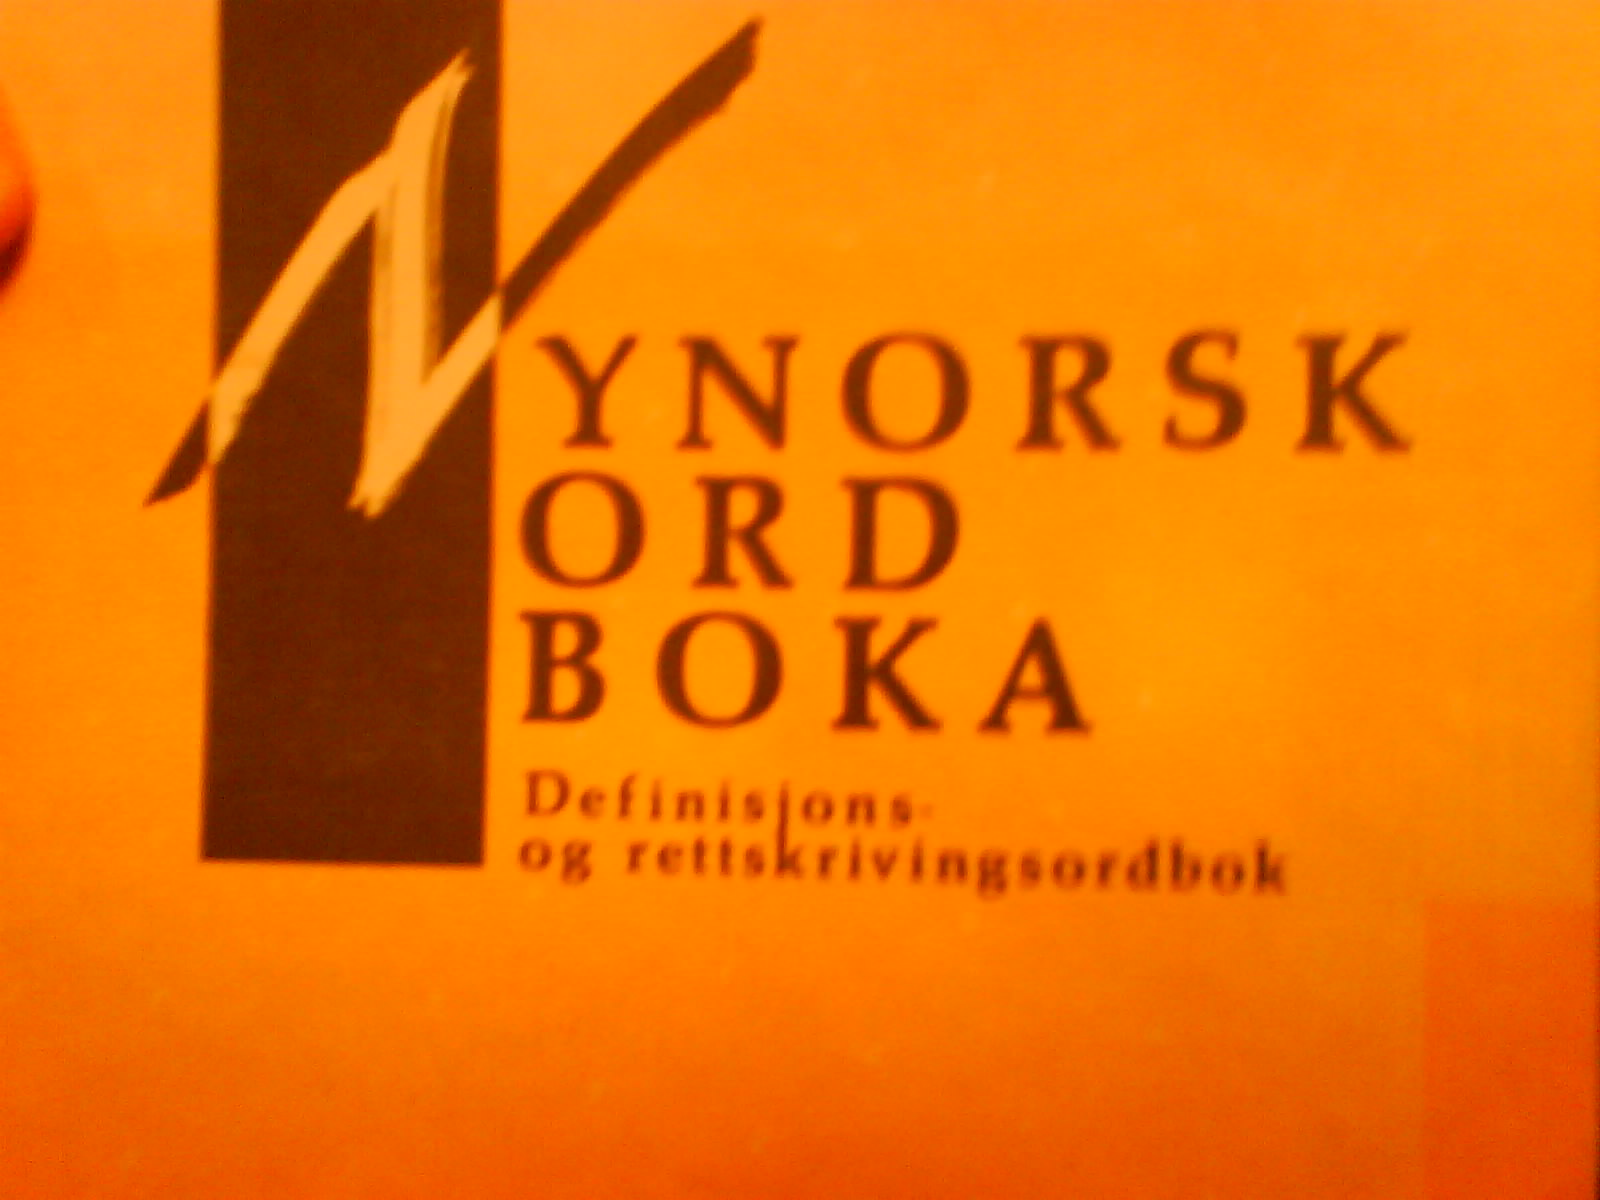 NYNORSK
ORD
BOKA
Definisjons-
og rettskrivingsordbok